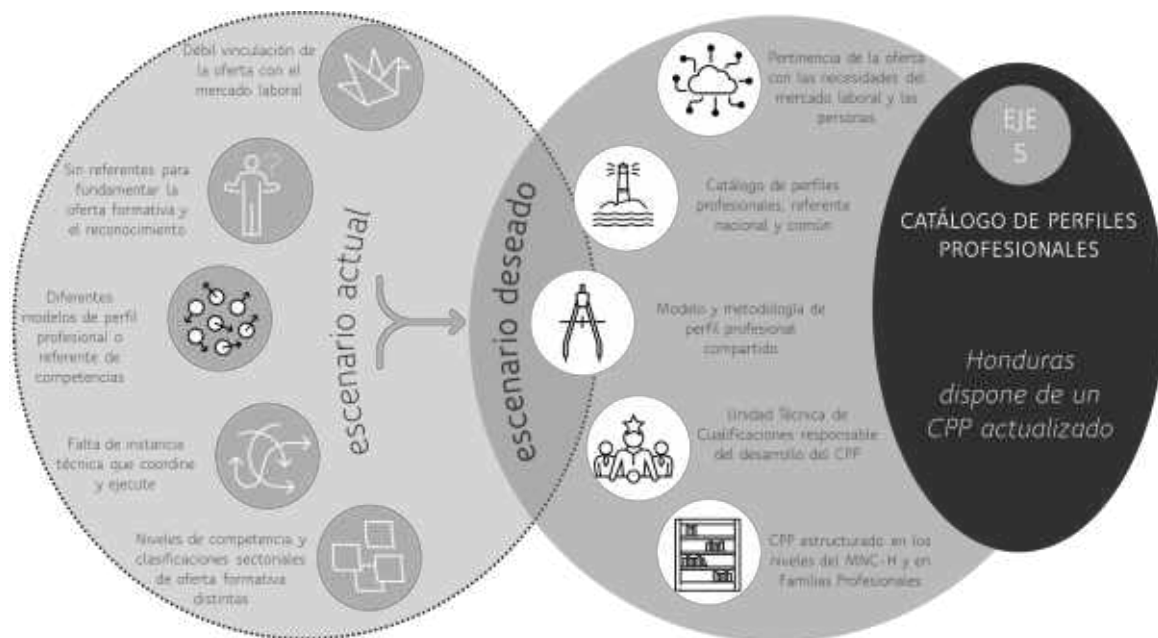 Débil vinculación de
la oferta con el
mercado laboral
Sin referentes para
fundamentar la
oferta formativa y
el reconocimiento
Diferentes
modelos de perfil
profesional o
referente de
competencias
Falta de instancia
técnica que coordine
y ejecute
Niveles de competencia y
clasificaciones sectoriales
de oferta formativa
distintas
escenario actual
escenario deseado
Pertinencia de la oferta
con las necesidades del
mercado laboral y las
personas
Catálogo de perfiles
profesionales, referente
nacional y común
Modelo y metodología de
perfil profesional
compartido
Unidad Técnica de
Cualificaciones responsable
del desarrollo del CPP
CPP estructurado en los
niveles del MNC-H y en
Familias Profesionales
EJE
5
CATÁLOGO DE PERFILES
PROFESIONALES
Honduras
dispone de un
CPP actualizado